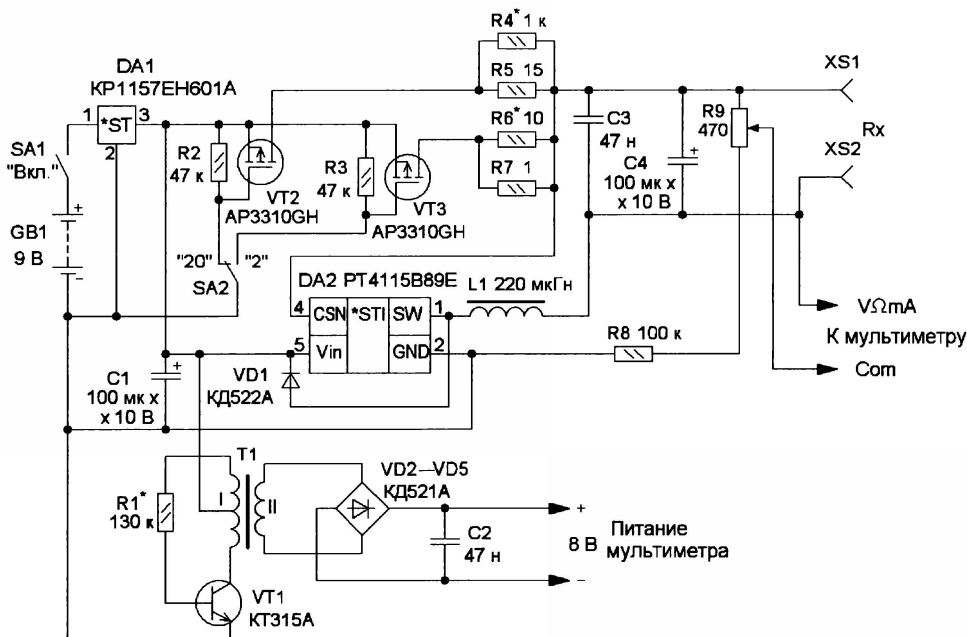 R4* 1 к
R5 15
R6* 10
R7 1
DA1
КР1157ЕН601А
1
*ST
3
2
SA1
"Вкл."
GB1
9 В
+
−
R2
47 к
VT2
AP3310GH
R3
47 к
VT3
AP3310GH
"20"
"2"
SA2
C3
47 н
C4
100 мк х
х 10 В
+
R9
470
XS1
Rx
XS2
DA2 PT4115B89E
4
CSN
*STI
SW
1
5
Vin
GND
2
L1 220 мкГн
R8 100 к
VΩmA
К мультиметру
Com
C1
100 мк х
х 10 В
+
VD1
КД522А
T1
I
II
R1*
130 к
VT1
КТ315А
VD2—VD5
КД521А
C2
47 н
+
8 В
−
Питание
мультиметра